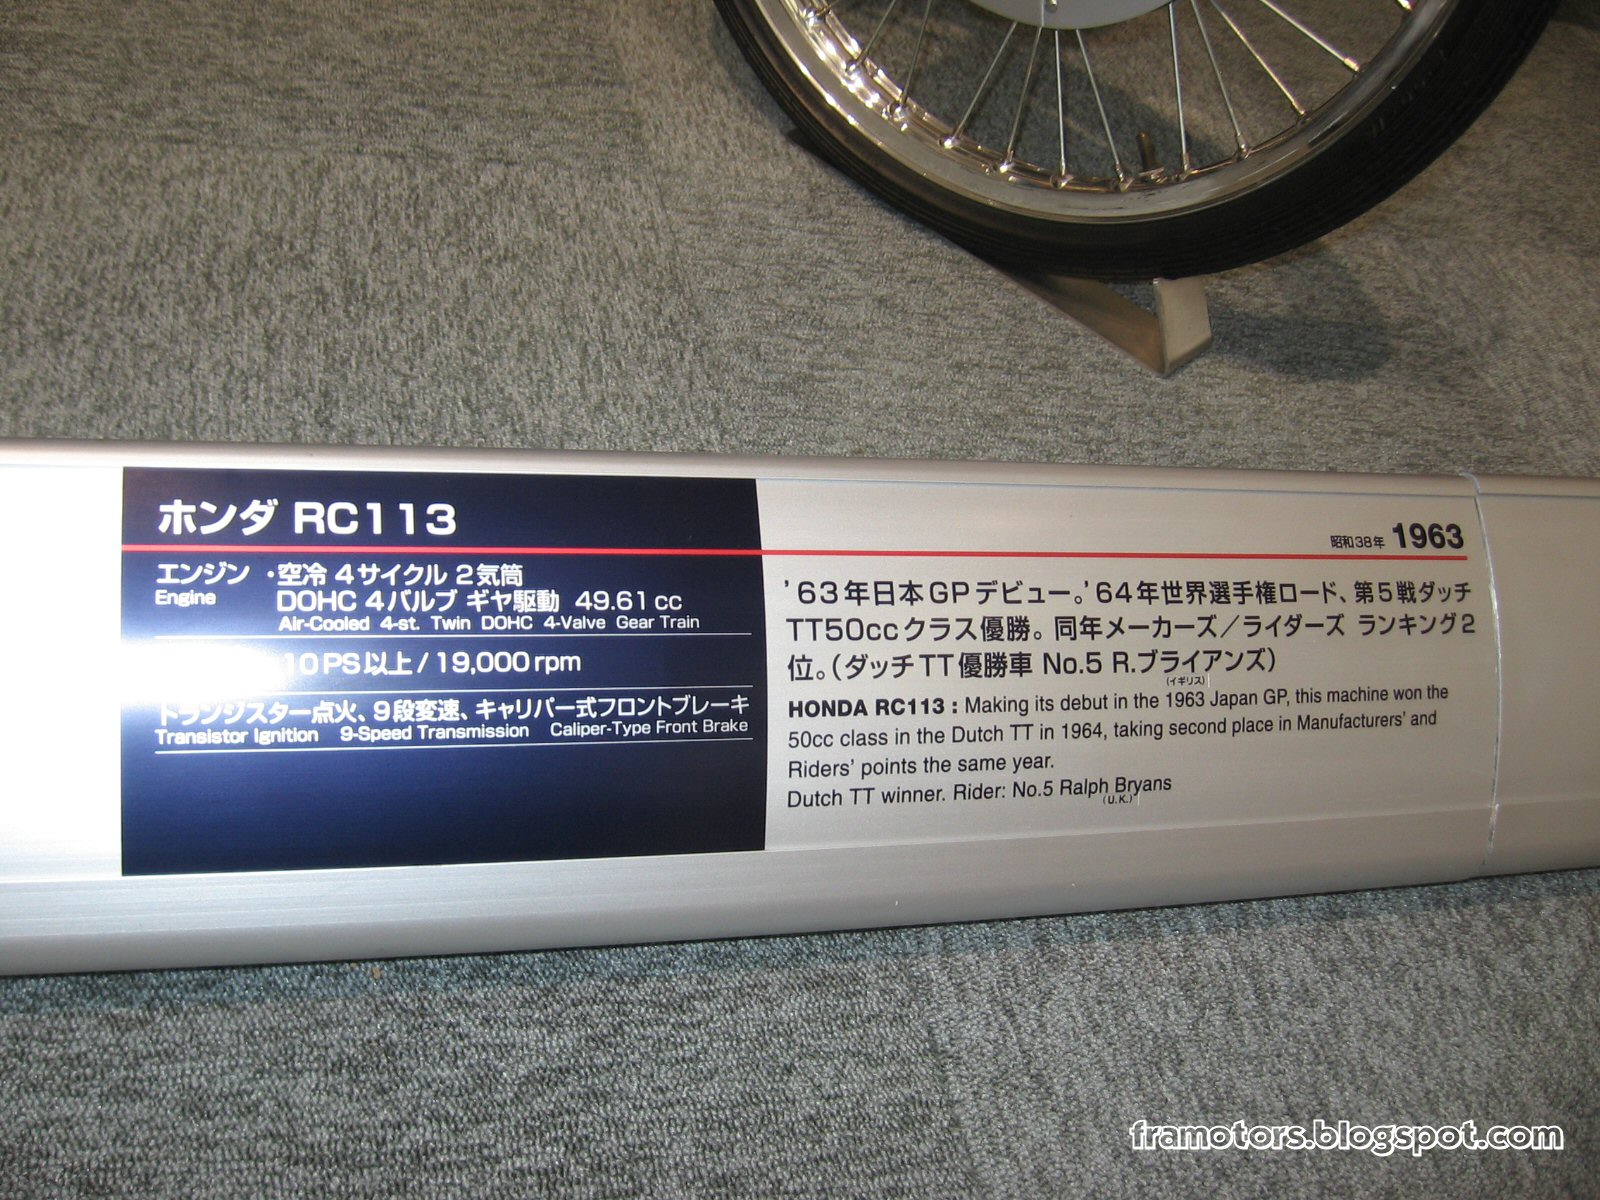 ホンダ RC113
エンジン ・空冷 4サイクル 2気筒
Engine
DOHC 4バルブ ギヤ駆動 49.61cc
Air-Cooled 4-st. Twin DOHC 4-Valve Gear Train
10PS以上/19,000rpm
トランジスター点火、9段変速、キャリパー式フロントブレーキ
Transistor Ignition 9-Speed Transmission Caliper-Type Front Brake
昭和38年 1963
'63年日本GPデビュー。'64年世界選手権ロード、第5戦ダッチ
TT50ccクラス優勝。同年メーカーズ/ライダーズ ランキング2
位。(ダッチTT優勝車 No.5 R.ブライアンズ)
(イギリス)
HONDA RC113 : Making its debut in the 1963 Japan GP, this machine won the
50cc class in the Dutch TT in 1964, taking second place in Manufacturers' and
Riders' points the same year.
Dutch TT winner. Rider: No.5 Ralph Bryans
(U.K.)
framotors.blogspot.com